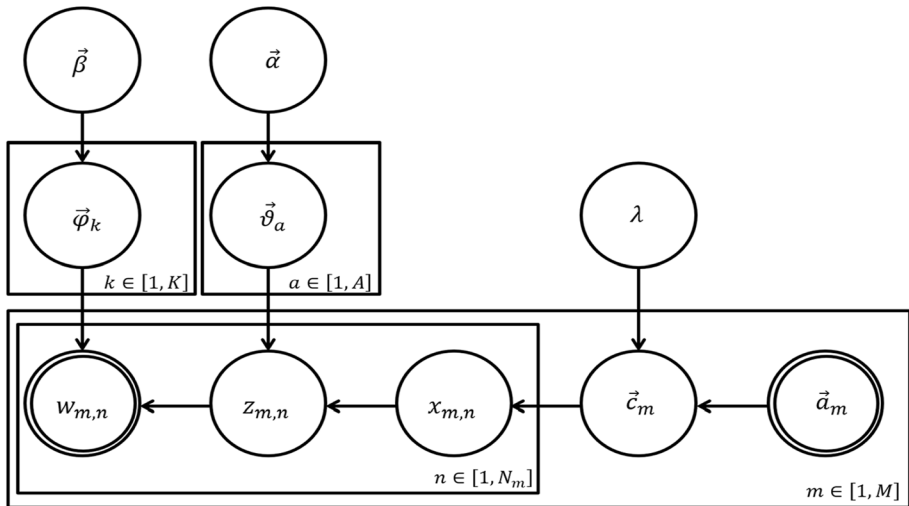 β⃗
α⃗
φ⃗_k
ϑ⃗_a
λ
k ∈ [1, K]
a ∈ [1, A]
w_{m,n}
z_{m,n}
x_{m,n}
c⃗_m
a⃗_m
n ∈ [1, N_m]
m ∈ [1, M]